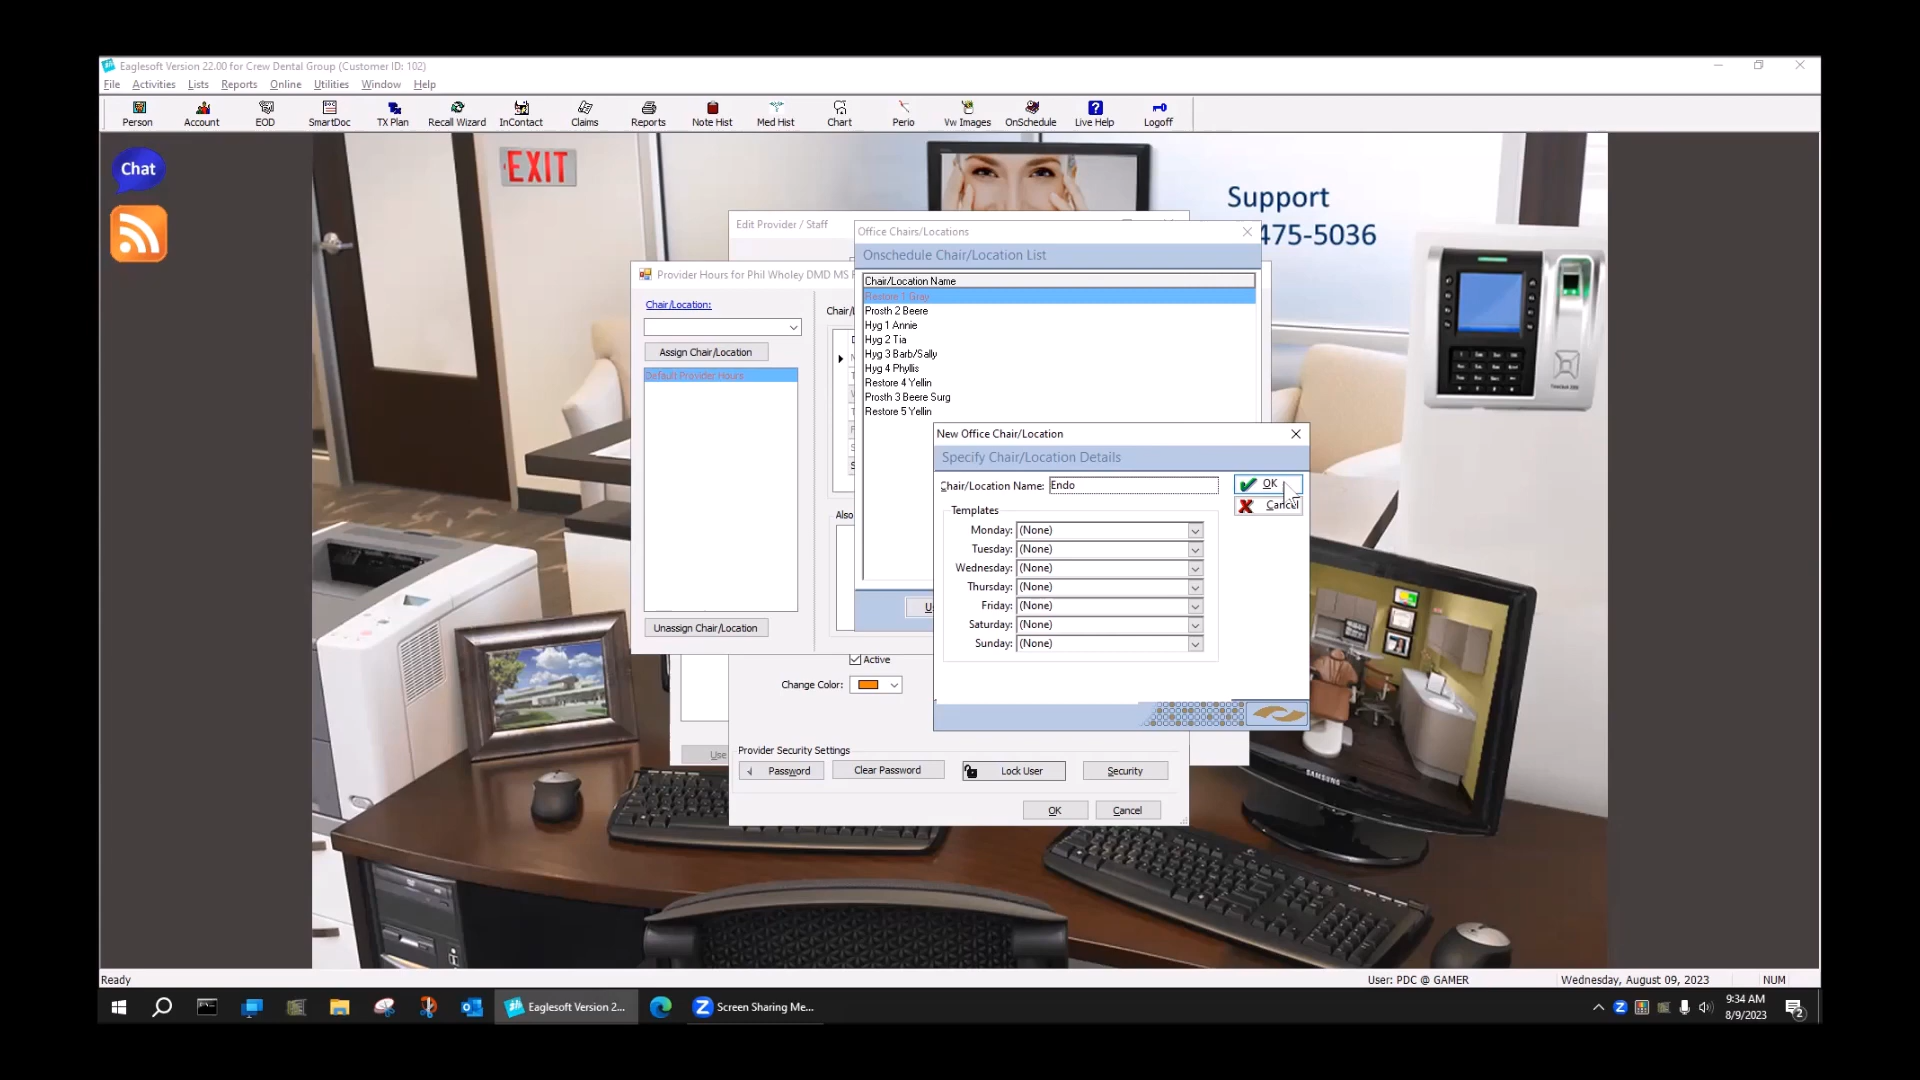 Eaglesoft Version 22.00 for Crew Dental Group (Customer ID: 102)
File Activities Lists Reports Online Utilities Window Help
Person Account EOD SmartDoc TX Plan Recall Wizard InContact Claims Reports Note Hist Med Hist Chart Perio Vw Images OnSchedule Live Help Logoff
Chat
EXIT
Support
475-5036
Edit Provider / Staff
Office Chairs/Locations
Onschedule Chair/Location List
Chair/Location Name
Restore 1 Gray
Prosth 2 Beere
Hyg 1 Annie
Hyg 2 Tia
Hyg 3 Barb/Sally
Hyg 4 Phyllis
Restore 4 Yellin
Prosth 3 Beere Surg
Restore 5 Yellin
Provider Hours for Phil Wholey DMD MS
Chair/Location:
Assign Chair/Location
Default Provider Hours
Unassign Chair/Location
Also
New Office Chair/Location
Specify Chair/Location Details
Chair/Location Name: Endo
OK
Cancel
Templates
Monday: (None)
Tuesday: (None)
Wednesday: (None)
Thursday: (None)
Friday: (None)
Saturday: (None)
Sunday: (None)
Active
Change Color:
Use
Provider Security Settings
Password Clear Password Lock User Security
OK Cancel
SAMSUNG
Ready User: PDC @ GAMER Wednesday, August 09, 2023 NUM
Eaglesoft Version 2... Screen Sharing Me...
9:34 AM
8/9/2023
2